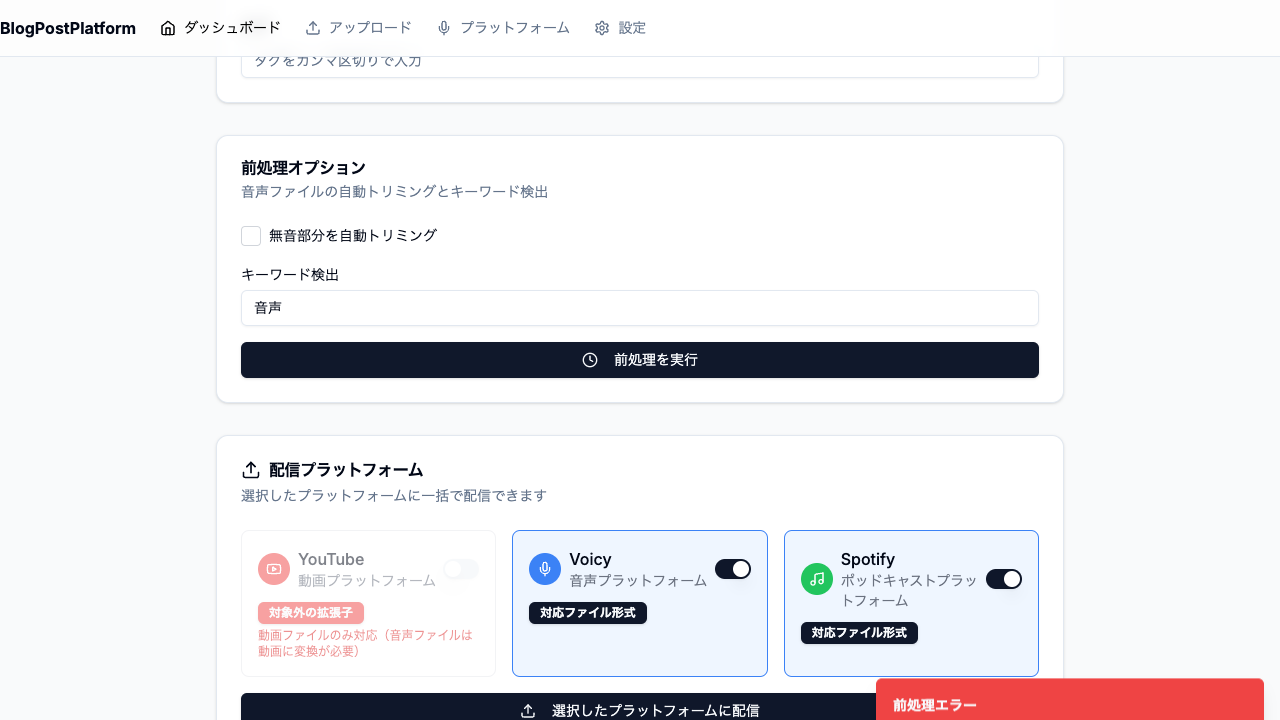 BlogPostPlatform
ダッシュボード
アップロード
プラットフォーム
設定
タグをカンマ区切りで入力
前処理オプション
音声ファイルの自動トリミングとキーワード検出
無音部分を自動トリミング
キーワード検出
音声
前処理を実行
配信プラットフォーム
選択したプラットフォームに一括で配信できます
YouTube
動画プラットフォーム
対象外の拡張子
動画ファイルのみ対応（音声ファイルは
動画に変換が必要）
Voicy
音声プラットフォーム
対応ファイル形式
Spotify
ポッドキャストプラッ
トフォーム
対応ファイル形式
選択したプラットフォームに配信
前処理エラー